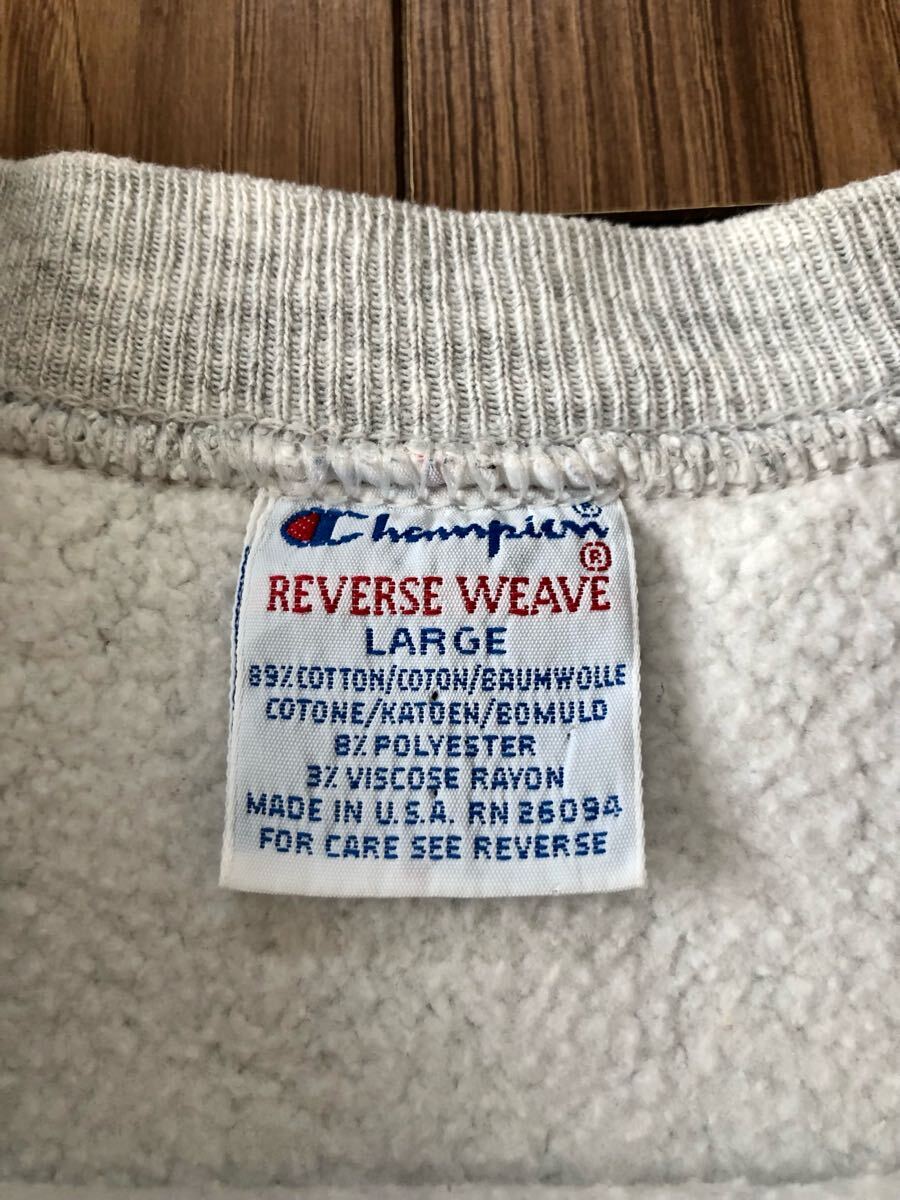 Champion®
REVERSE WEAVE®
LARGE
89% COTTON/COTON/BAUMWOLLE
COTONE/KATOEN/BOMULD
8% POLYESTER
3% VISCOSE RAYON
MADE IN U.S.A. RN 26094
FOR CARE SEE REVERSE